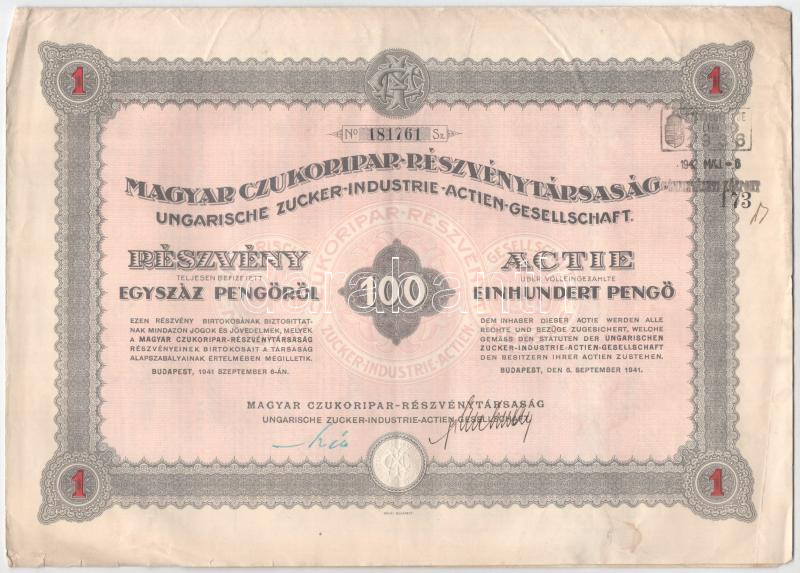 1
1
No 181761 Sz.
MAGYAR CZUKORIPAR-RÉSZVÉNYTÁRSASÁG
UNGARISCHE ZUCKER-INDUSTRIE-ACTIEN-GESELLSCHAFT.
1942 MÁJ - 6
173
RÉSZVÉNY
TELJESEN BEFIZETETT
EGYSZÁZ PENGŐRŐL
100
ACTIE
ÜBER VOLLEINGEZAHLTE
EINHUNDERT PENGŐ
EZEN RÉSZVÉNY BIRTOKOSÁNAK BIZTOSITTAT-
NAK MINDAZON JOGOK ÉS JÖVEDELMEK, MELYEK
A MAGYAR CZUKORIPAR-RÉSZVÉNYTÁRSASÁG
RÉSZVÉNYEINEK BIRTOKOSAIT A TÁRSASÁG
ALAPSZABÁLYAINAK ÉRTELMÉBEN MEGILLETIK.
BUDAPEST, 1941 SZEPTEMBER 6-ÁN.
DEM INHABER DIESER ACTIE WERDEN ALLE
RECHTE UND BEZÜGE ZUGESICHERT, WELCHE
GEMÄSS DEN STATUTEN DER UNGARISCHEN
ZUCKER-INDUSTRIE-ACTIEN-GESELLSCHAFT
DEN BESITZERN IHRER ACTIEN ZUSTEHEN.
BUDAPEST, DEN 6. SEPTEMBER 1941.
MAGYAR CZUKORIPAR-RÉSZVÉNYTÁRSASÁG
UNGARISCHE ZUCKER-INDUSTRIE-ACTIEN-GESELLSCHAFT
1
1